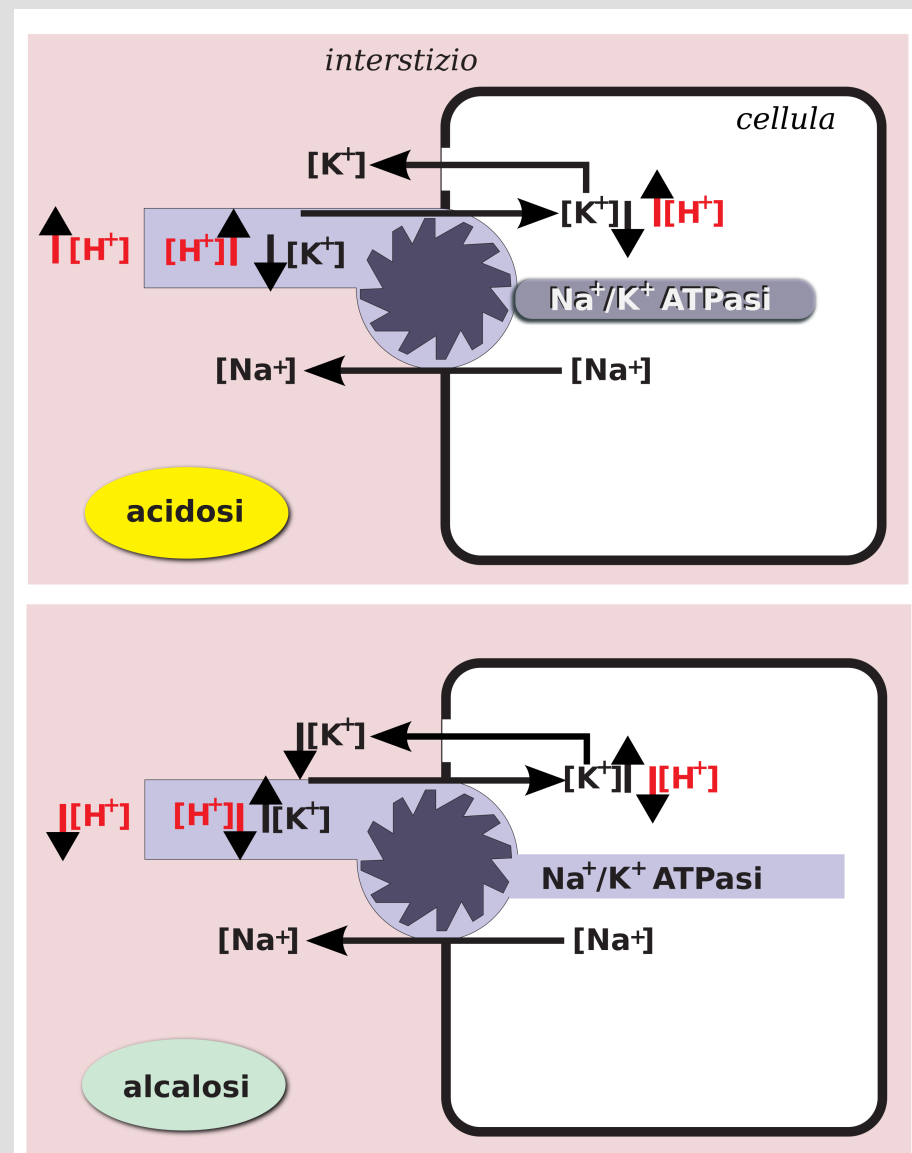 interstizio
cellula
[K⁺]
[K⁺] [H⁺]
[H⁺] [H⁺] [K⁺]
Na⁺/K⁺ ATPasi
[Na⁺] [Na⁺]
acidosi
[K⁺]
[K⁺] [H⁺]
[H⁺] [H⁺] [K⁺]
Na⁺/K⁺ ATPasi
[Na⁺] [Na⁺]
alcalosi